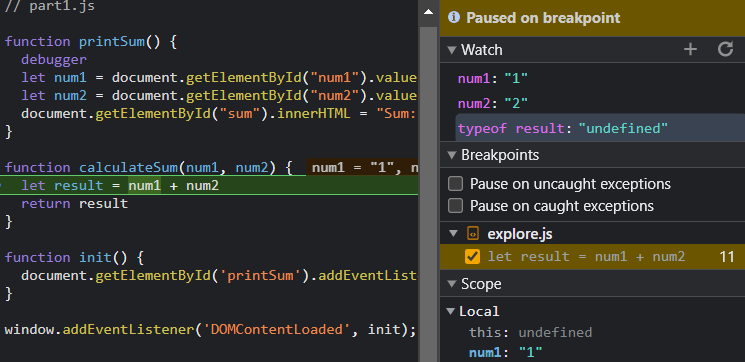 // part1.js
function printSum() {
debugger
let num1 = document.getElementById("num1").value
let num2 = document.getElementById("num2").value
document.getElementById("sum").innerHTML = "Sum:
}
function calculateSum(num1, num2) { num1 = "1", n
let result = num1 + num2
return result
}
function init() {
document.getElementById('printSum').addEventList
}
window.addEventListener('DOMContentLoaded', init);
Paused on breakpoint
Watch
num1: "1"
num2: "2"
typeof result: "undefined"
Breakpoints
Pause on uncaught exceptions
Pause on caught exceptions
explore.js
let result = num1 + num2 11
Scope
Local
this: undefined
num1: "1"